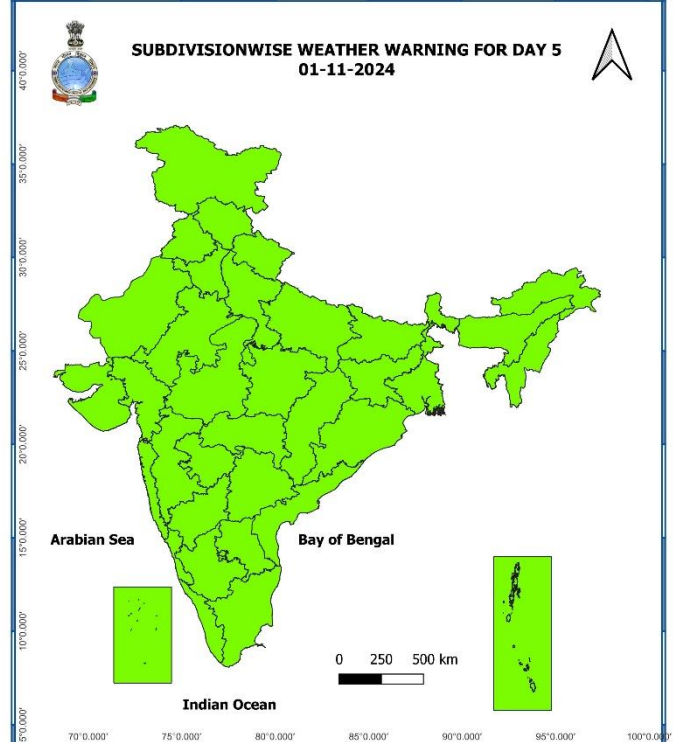 SUBDIVISIONWISE WEATHER WARNING FOR DAY 5
01-11-2024
40°0.000'
35°0.000'
30°0.000'
25°0.000'
20°0.000'
15°0.000'
10°0.000'
5°0.000'
Arabian Sea
Bay of Bengal
0 250 500 km
Indian Ocean
70°0.000' 75°0.000' 80°0.000' 85°0.000' 90°0.000' 95°0.000' 100°0.000'